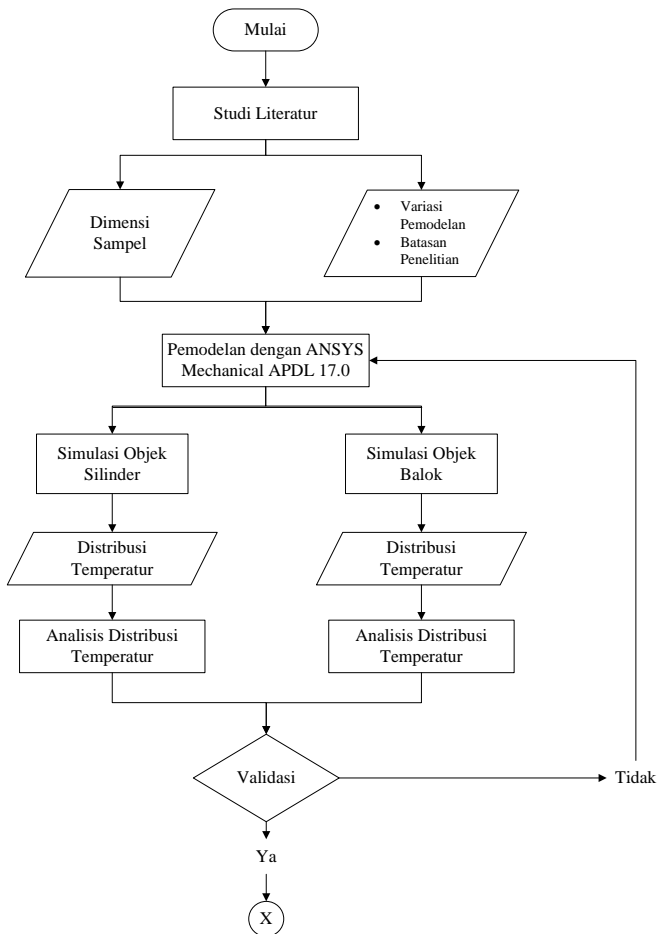 Mulai
Studi Literatur
Dimensi
Sampel
• Variasi
Pemodelan
• Batasan
Penelitian
Pemodelan dengan ANSYS
Mechanical APDL 17.0
Simulasi Objek
Silinder
Simulasi Objek
Balok
Distribusi
Temperatur
Distribusi
Temperatur
Analisis Distribusi
Temperatur
Analisis Distribusi
Temperatur
Validasi
Tidak
Ya
X